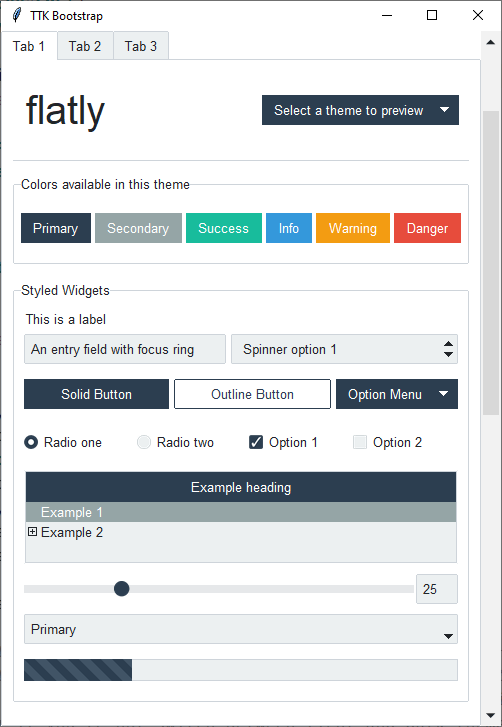 TTK Bootstrap
Tab 1 Tab 2 Tab 3
flatly
Select a theme to preview
Colors available in this theme
Primary Secondary Success Info Warning Danger
Styled Widgets
This is a label
An entry field with focus ring Spinner option 1
Solid Button Outline Button Option Menu
Radio one Radio two Option 1 Option 2
Example heading
Example 1
Example 2
25
Primary